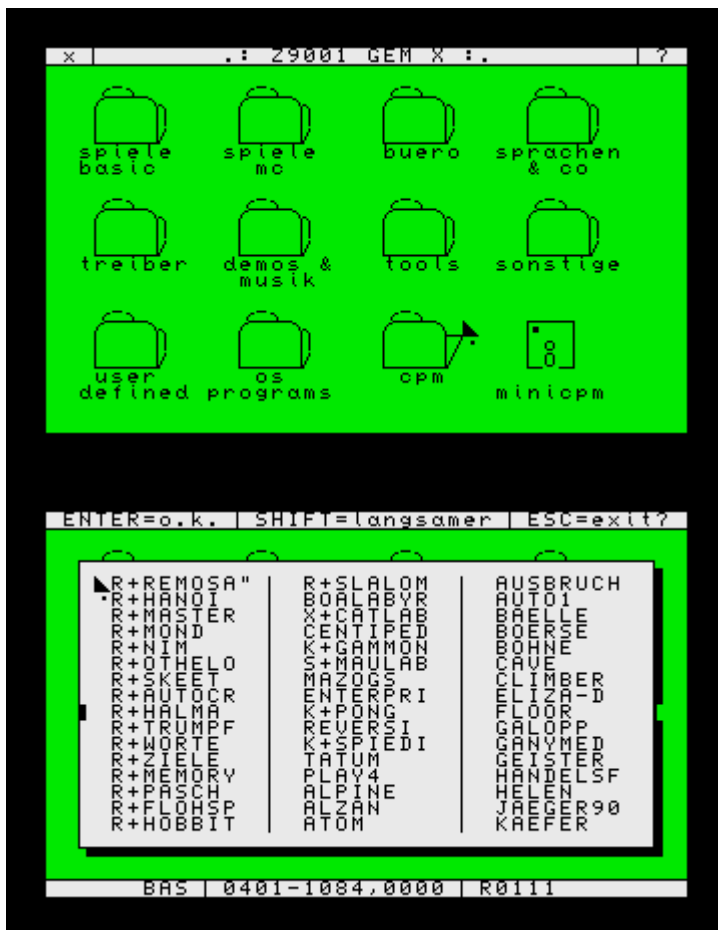 x | .: Z9001 GEM X :. | ?
spiele basic
spiele mc
buero
sprachen & co
treiber
demos & musik
tools
sonstige
user defined
os programs
cpm
minicpm
ENTER=o.k. | SHIFT=langsamer | ESC=exit?
R+REMOSA" | R+SLALOM | AUSBRUCH
R+HANOI | BOALABYR | AUTO1
R+MASTER | X+CATLAB | BAELLE
R+MOND | CENTIPED | BOERSE
R+NIM | K+GAMMON | BOHNE
R+OTHELO | S+MAULAB | CAVE
R+SKEET | MAZOGS | CLIMBER
R+AUTOCR | ENTERPRI | ELIZA-D
R+HALMA | K+PONG | FLOOR
R+TRUMPF | REVERSI | GALOPP
R+WORTE | K+SPIEDI | GANYMED
R+ZIELE | TATUM | GEISTER
R+MEMORY | PLAY4 | HANDELSF
R+PASCH | ALPINE | HELEN
R+FLOHSP | ALZAN | JAEGER90
R+HOBBIT | ATOM | KAEFER
BAS | 0401-1084,0000 | R0111